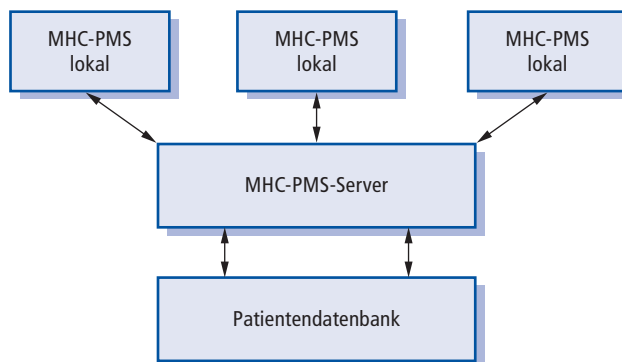 MHC-PMS
lokal
MHC-PMS
lokal
MHC-PMS
lokal
MHC-PMS-Server
Patientendatenbank